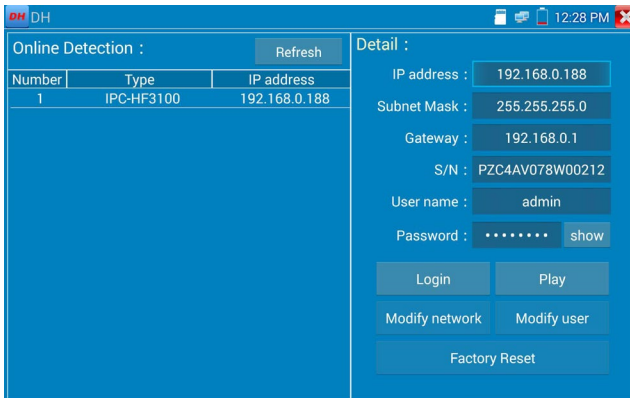 DH DH 12:28 PM
Online Detection :
Refresh
Number Type IP address
1 IPC-HF3100 192.168.0.188
Detail :
IP address : 192.168.0.188
Subnet Mask : 255.255.255.0
Gateway : 192.168.0.1
S/N : PZC4AV078W00212
User name : admin
Password : •••••••• show
Login Play
Modify network Modify user
Factory Reset